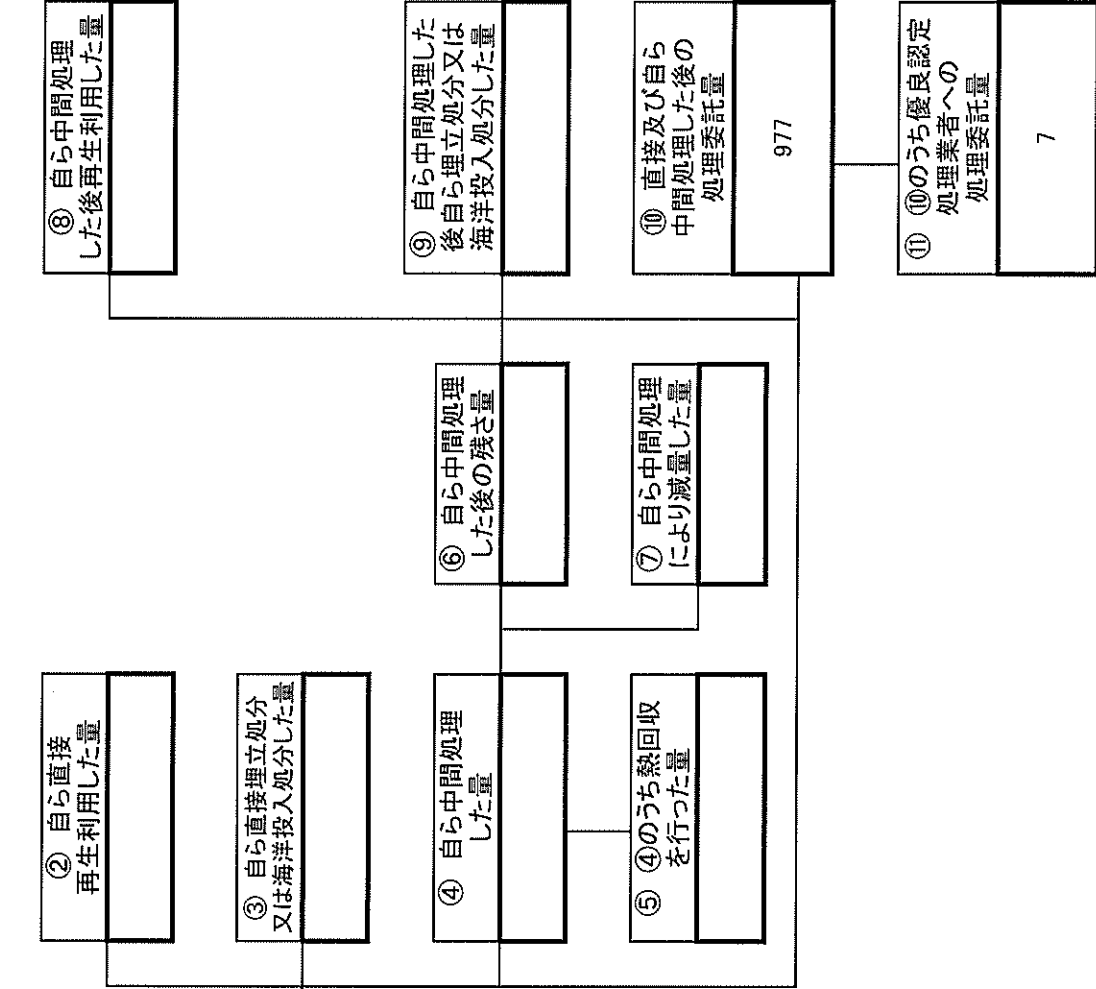 ② 自ら直接
再生利用した量
③ 自ら直接埋立処分
又は海洋投入処分した量
④ 自ら中間処理
した量
⑤ ④のうち熱回収
を行った量
⑥ 自ら中間処理
した後の残さ量
⑦ 自ら中間処理
により減量した量
⑧ 自ら中間処理
した後再生利用した量
⑨ 自ら中間処理した
後自ら埋立処分又は
海洋投入処分した量
⑩ 直接及び自ら
中間処理した後の
処理委託量
977
⑪ ⑩のうち優良認定
処理業者への
処理委託量
7